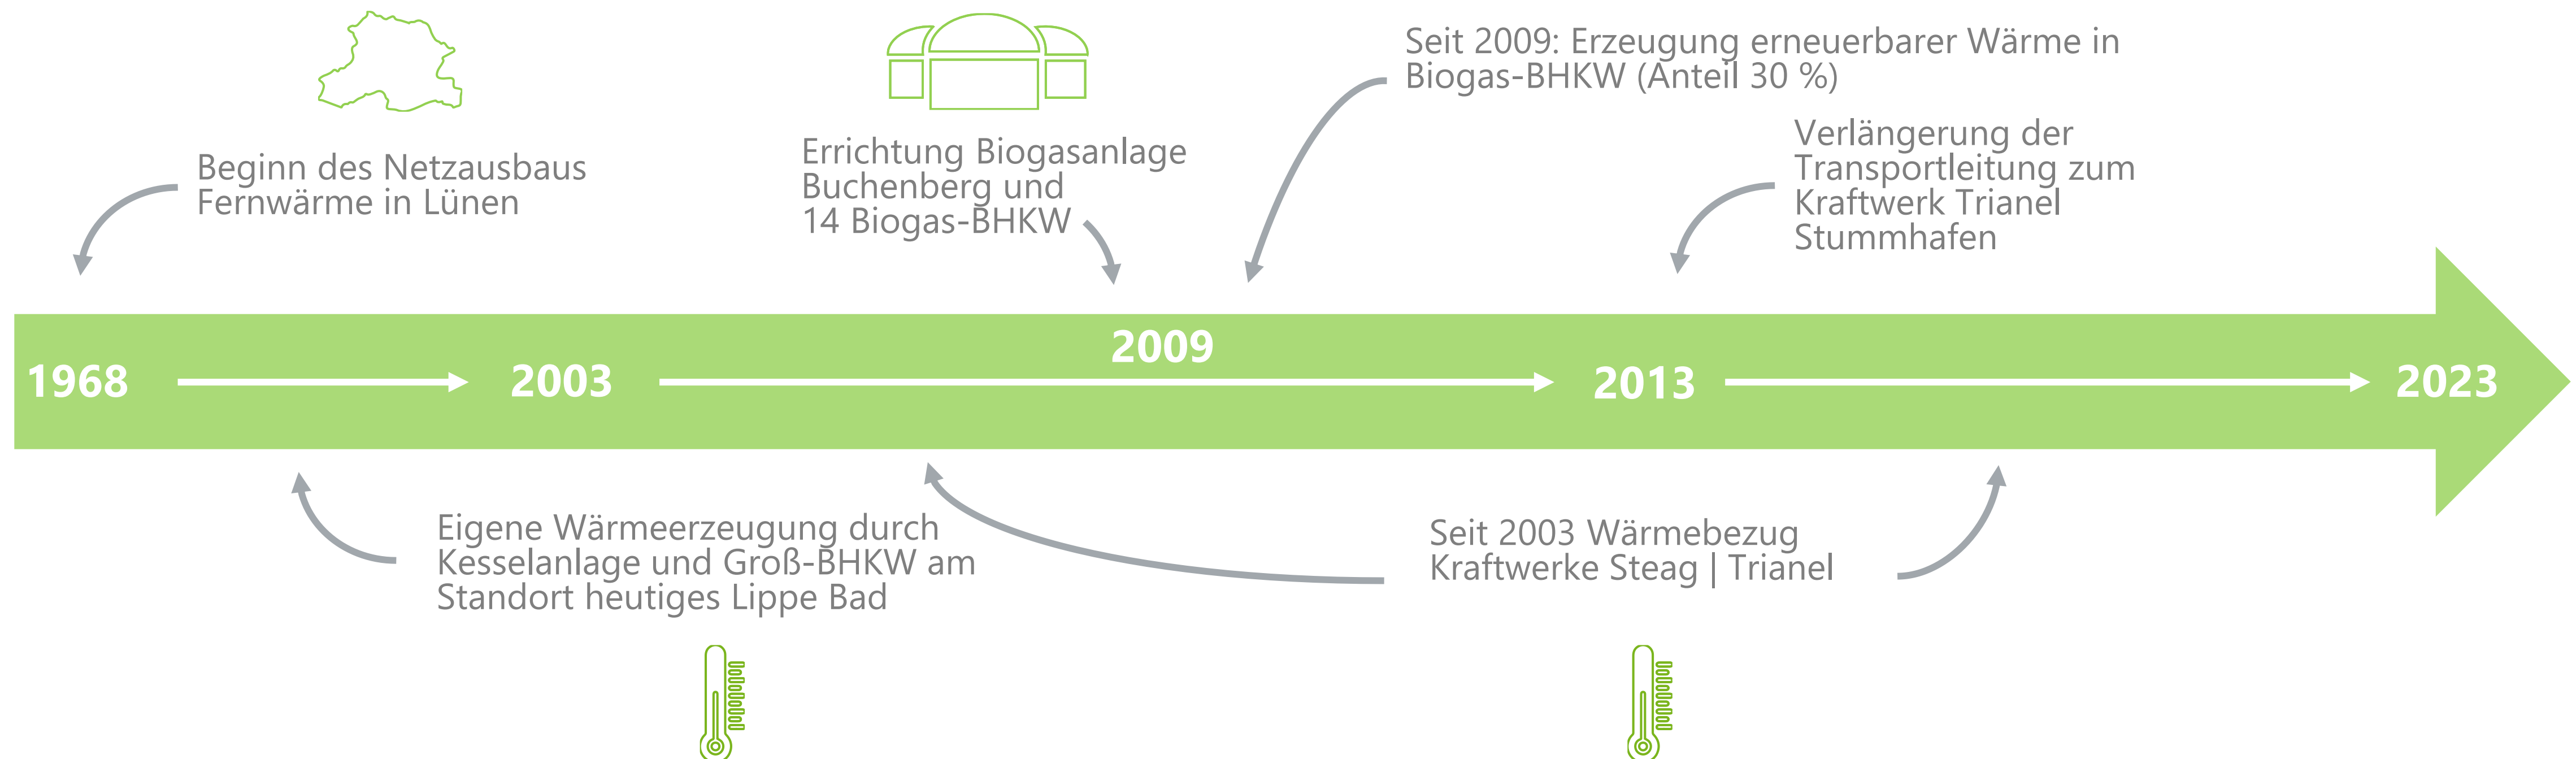 Seit 2009: Erzeugung erneuerbarer Wärme in
Biogas-BHKW (Anteil 30 %)
Beginn des Netzausbaus
Fernwärme in Lünen
Errichtung Biogasanlage
Buchenberg und
14 Biogas-BHKW
Verlängerung der
Transportleitung zum
Kraftwerk Trianel
Stummhafen
1968
2003
2009
2013
2023
Eigene Wärmeerzeugung durch
Kesselanlage und Groß-BHKW am
Standort heutiges Lippe Bad
Seit 2003 Wärmebezug
Kraftwerke Steag | Trianel